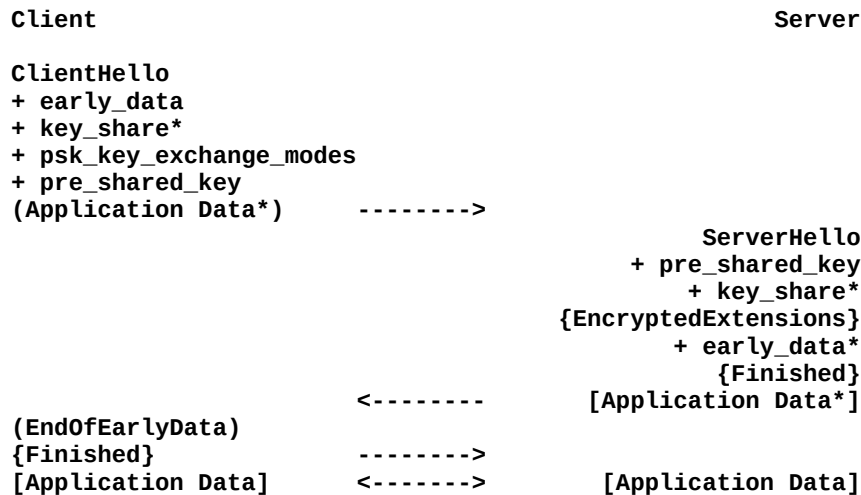 Client Server
ClientHello
+ early_data
+ key_share*
+ psk_key_exchange_modes
+ pre_shared_key
(Application Data*) -------->
ServerHello
+ pre_shared_key
+ key_share*
{EncryptedExtensions}
+ early_data*
{Finished}
<-------- [Application Data*]
(EndOfEarlyData)
{Finished} -------->
[Application Data] <-------> [Application Data]